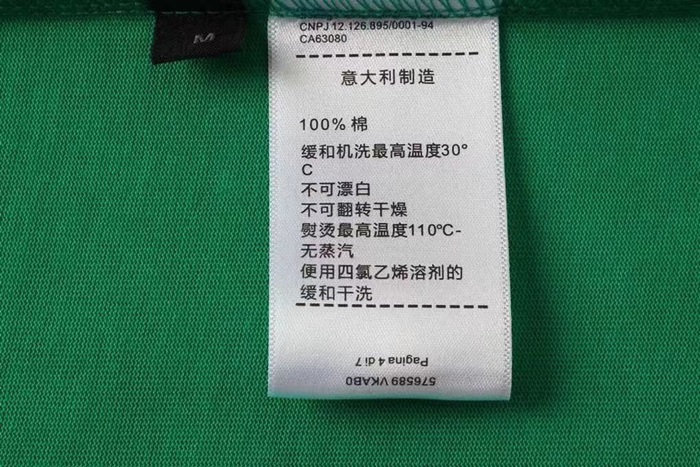 M
CNPJ 12.126.895/0001-94
CA63080
意大利制造
100% 棉
缓和机洗最高温度30°
C
不可漂白
不可翻转干燥
熨烫最高温度110℃-
无蒸汽
使用四氯乙烯溶剂的
缓和干洗
Pagina 4 di 7
576589 VKAB0